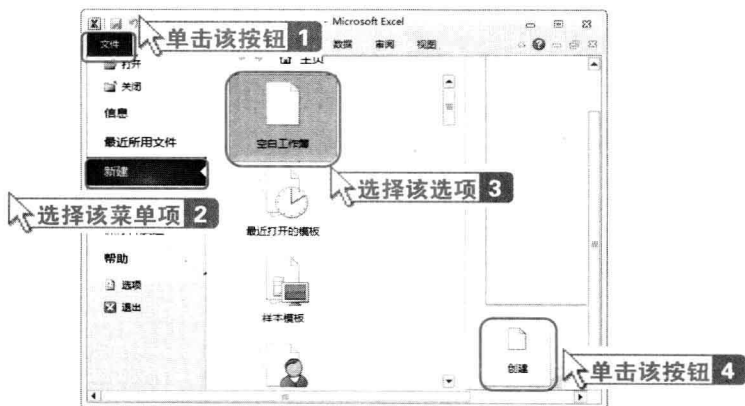 - Microsoft Excel
文件
单击该按钮 1
数据 审阅 视图
打开
主页
关闭
信息
最近所用文件
空白工作簿
新建
选择该选项 3
选择该菜单项 2
最近打开的模板
帮助
选项
退出
样本模板
创建
单击该按钮 4